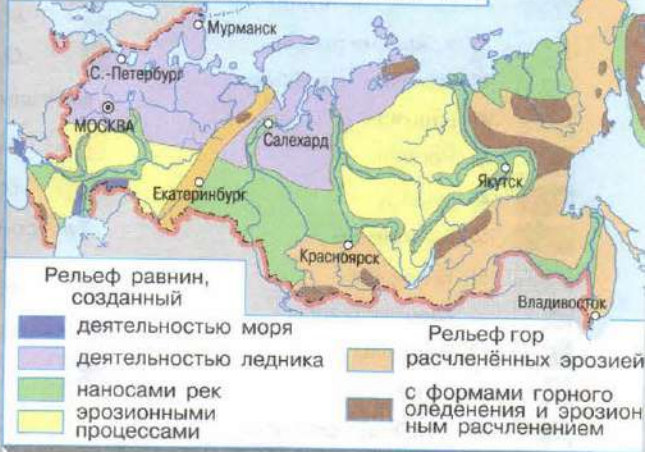 Мурманск
С.-Петербург
МОСКВА
Салехард
Екатеринбург
Якутск
Красноярск
Владивосток
Рельеф равнин,
созданный
деятельностью моря
деятельностью ледника
наносами рек
эрозионными
процессами
Рельеф гор
расчленённых эрозией
с формами горного
оледенения и эрозион
ным расчленением